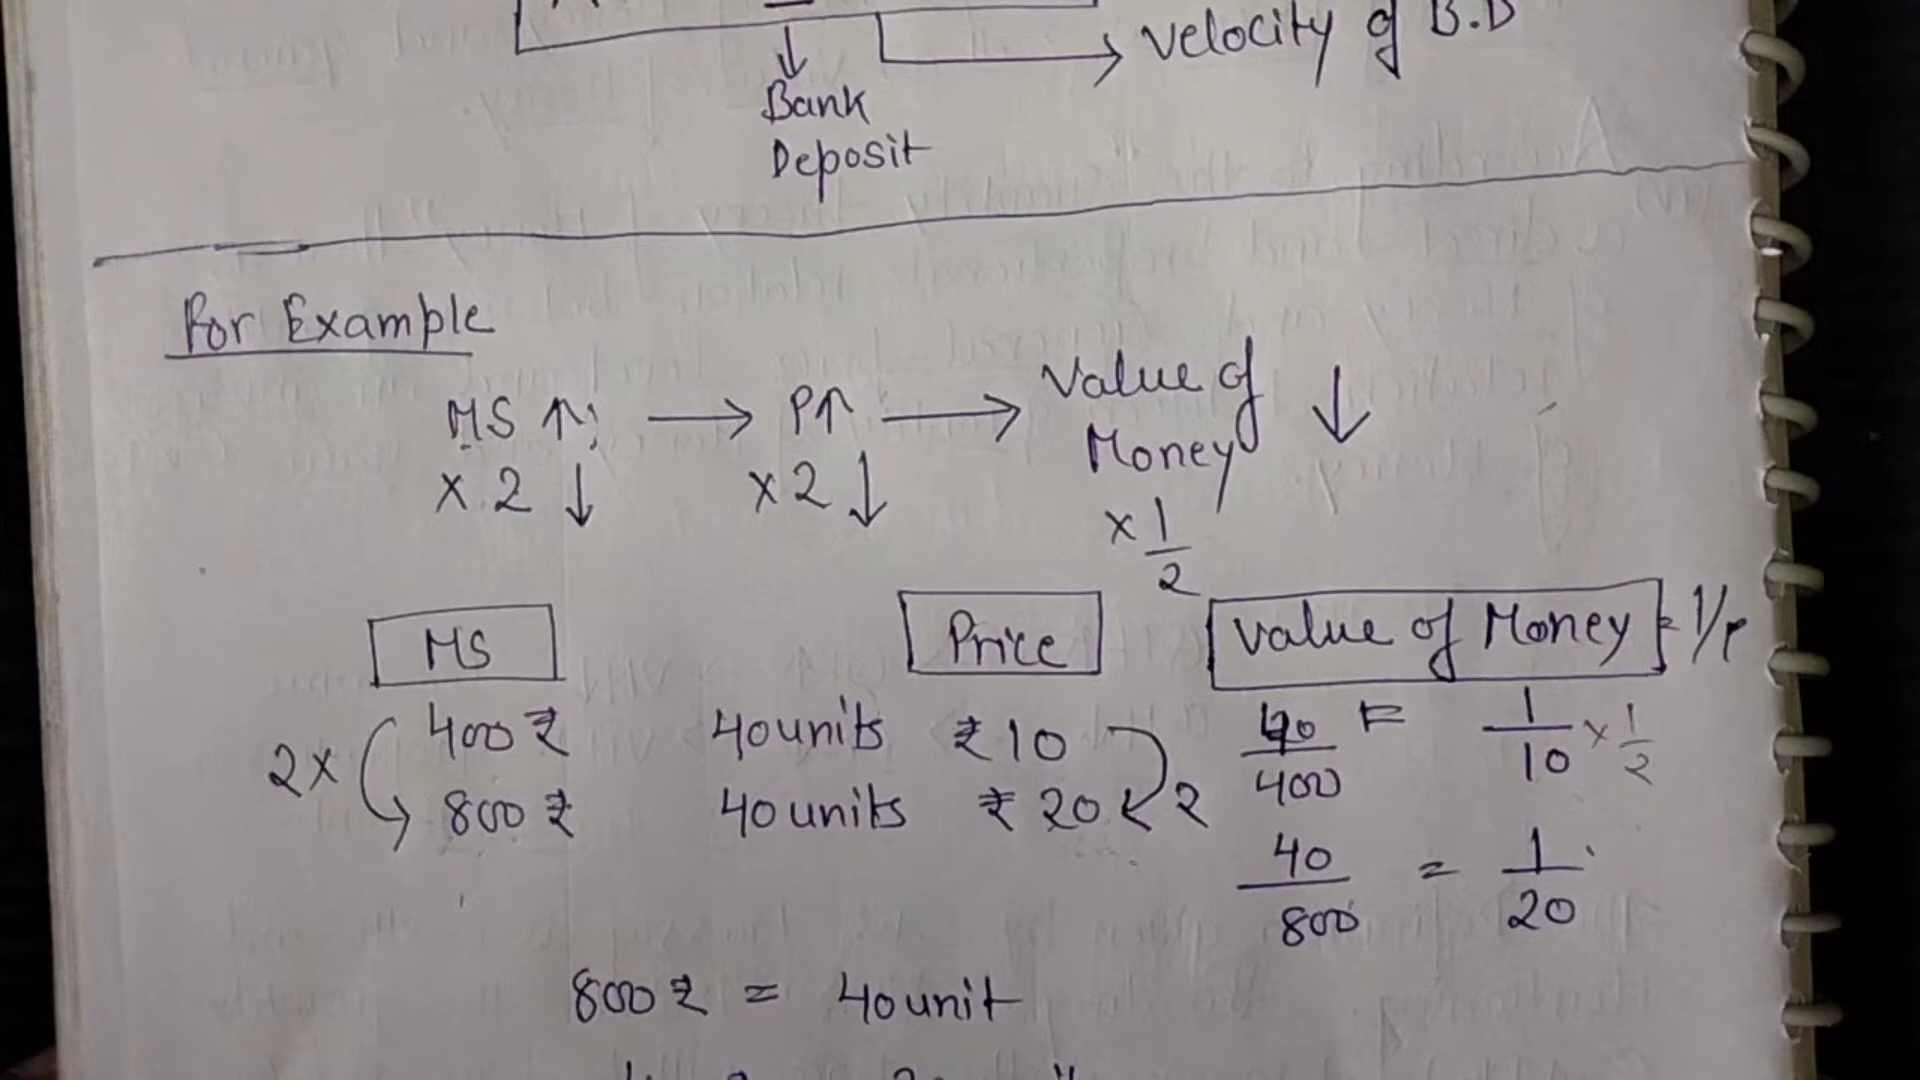 velocity of B.D
Bank
Deposit
For Example
MS ↑ → P↑ → Value of Money ↓
× 2 ↓ × 2 ↓ × 1/2
MS Price Value of Money = 1/P
2× 400 ₹ 40 units ₹ 10 40/400 = 1/10 × 1/2
800 ₹ 40 units ₹ 20 2 40/800 = 1/20
800 ₹ = 40 unit